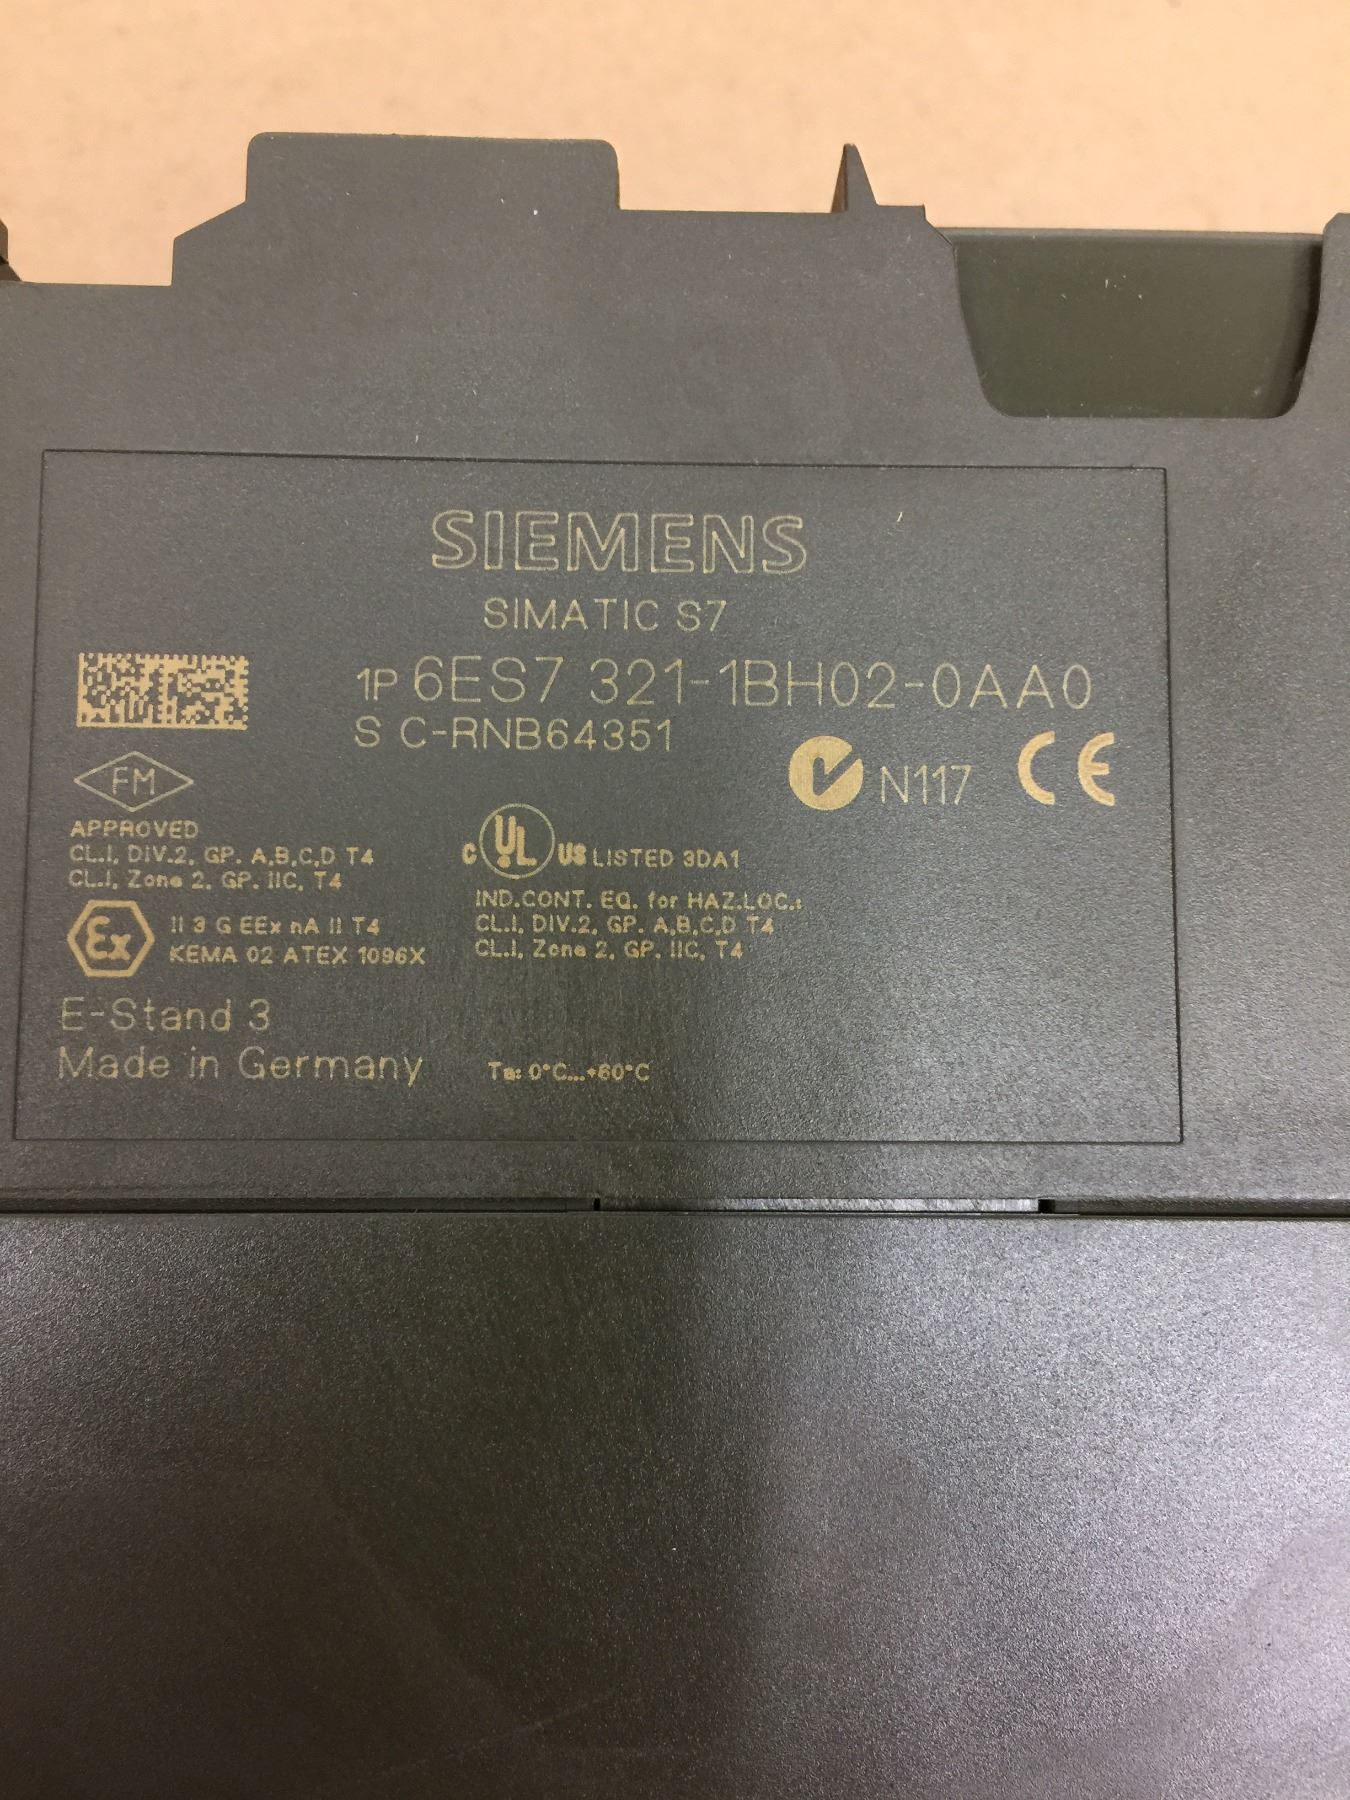 SIEMENS
SIMATIC S7
1P 6ES7 321-1BH02-0AA0
S C-RNB64351
N117 CE
FM
APPROVED
CL.I, DIV.2, GP. A,B,C,D T4
CL.I, Zone 2, GP. IIC, T4
C UL US LISTED 3DA1
IND.CONT. EQ. for HAZ.LOC.:
CL.I, DIV.2, GP. A,B,C,D T4
CL.I, Zone 2, GP. IIC, T4
Ex II 3 G EEx nA II T4
KEMA 02 ATEX 1096X
E-Stand 3
Made in Germany
Ta: 0°C...+60°C